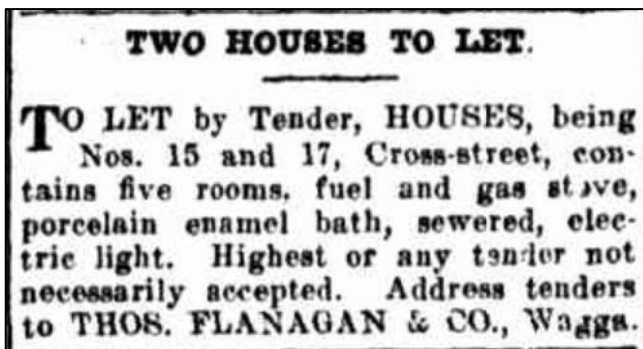 TWO HOUSES TO LET.
TO LET by Tender, HOUSES, being
Nos. 15 and 17, Cross-street, con-
tains five rooms, fuel and gas stove,
porcelain enamel bath, sewered, elec-
tric light. Highest or any tender not
necessarily accepted. Address tenders
to THOS. FLANAGAN & CO., Wagga.